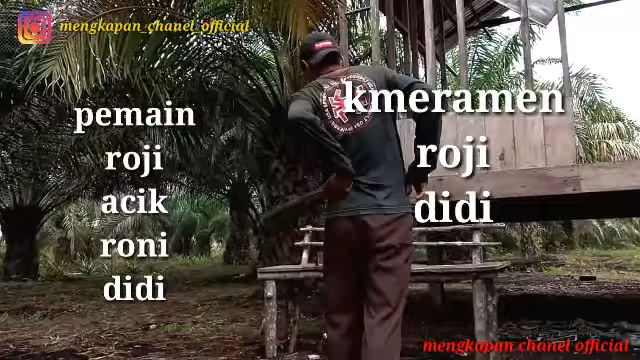 mengkapan_chanel_official
pemain
roji
acik
roni
didi
kmeramen
roji
didi
mengkapan chanel official